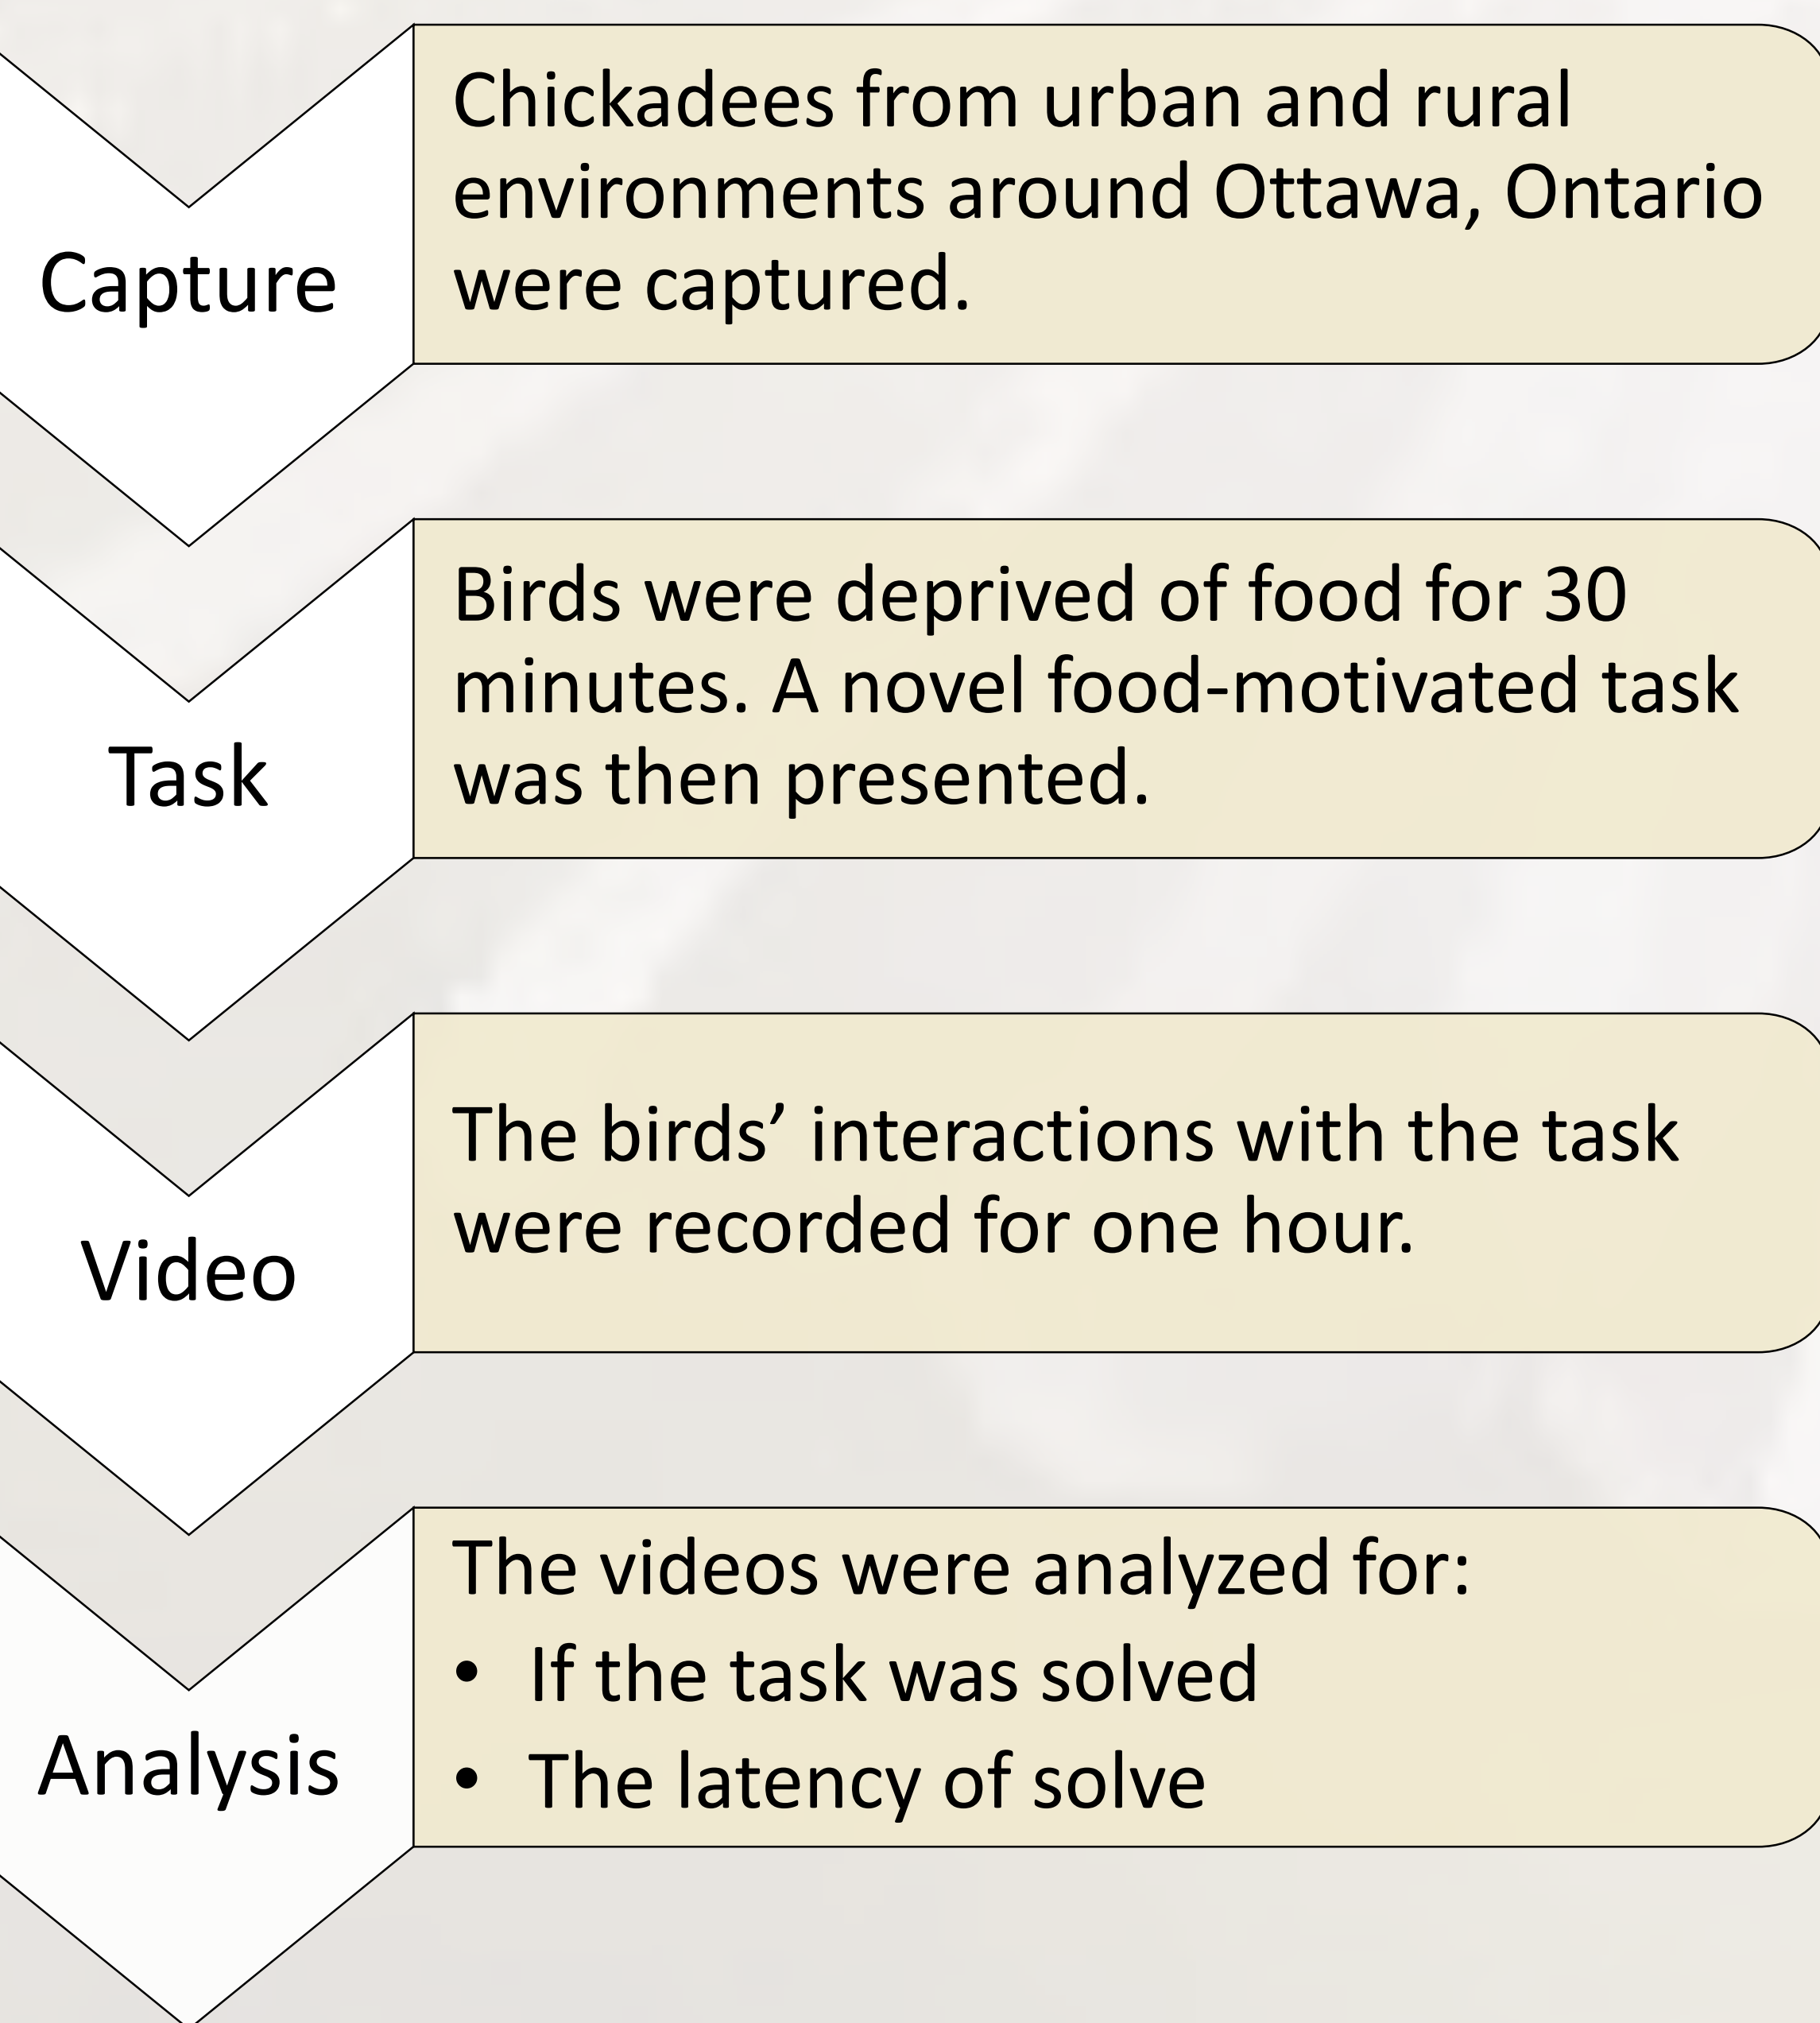 Capture
Chickadees from urban and rural
environments around Ottawa, Ontario
were captured.
Task
Birds were deprived of food for 30
minutes. A novel food-motivated task
was then presented.
Video
The birds’ interactions with the task
were recorded for one hour.
Analysis
The videos were analyzed for:
• If the task was solved
• The latency of solve